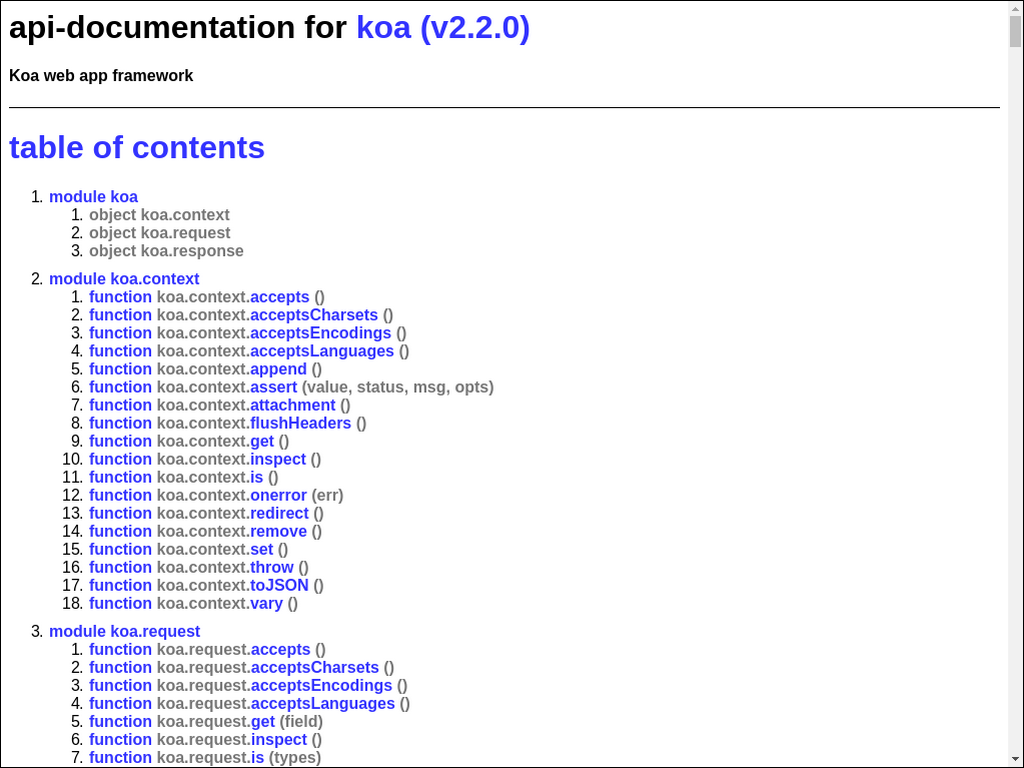 api-documentation for koa (v2.2.0)
Koa web app framework
table of contents
1. module koa
1. object koa.context
2. object koa.request
3. object koa.response
2. module koa.context
1. function koa.context.accepts ()
2. function koa.context.acceptsCharsets ()
3. function koa.context.acceptsEncodings ()
4. function koa.context.acceptsLanguages ()
5. function koa.context.append ()
6. function koa.context.assert (value, status, msg, opts)
7. function koa.context.attachment ()
8. function koa.context.flushHeaders ()
9. function koa.context.get ()
10. function koa.context.inspect ()
11. function koa.context.is ()
12. function koa.context.onerror (err)
13. function koa.context.redirect ()
14. function koa.context.remove ()
15. function koa.context.set ()
16. function koa.context.throw ()
17. function koa.context.toJSON ()
18. function koa.context.vary ()
3. module koa.request
1. function koa.request.accepts ()
2. function koa.request.acceptsCharsets ()
3. function koa.request.acceptsEncodings ()
4. function koa.request.acceptsLanguages ()
5. function koa.request.get (field)
6. function koa.request.inspect ()
7. function koa.request.is (types)